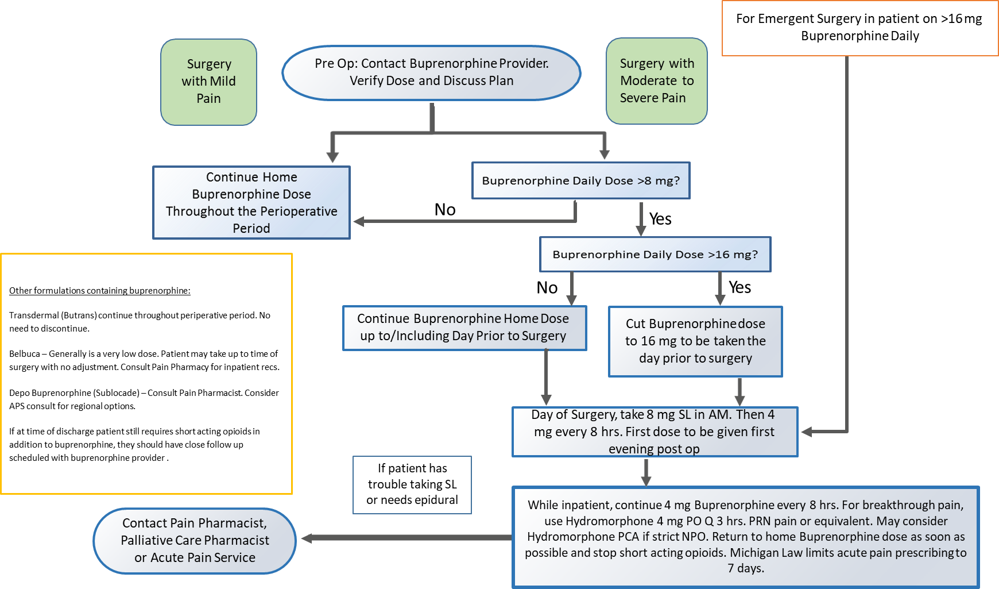 For Emergent Surgery in patient on >16 mg
Buprenorphine Daily
Surgery
with Mild
Pain
Pre Op: Contact Buprenorphine Provider.
Verify Dose and Discuss Plan
Surgery with
Moderate to
Severe Pain
Continue Home
Buprenorphine Dose
Throughout the Perioperative
Period
Buprenorphine Daily Dose >8 mg?
No
Yes
Buprenorphine Daily Dose >16 mg?
No
Yes
Continue Buprenorphine Home Dose
up to/Including Day Prior to Surgery
Cut Buprenorphine dose
to 16 mg to be taken the
day prior to surgery
Other formulations containing buprenorphine:
Transdermal (Butrans) continue throughout periperative period. No
need to discontinue.
Belbuca – Generally is a very low dose. Patient may take up to time of
surgery with no adjustment. Consult Pain Pharmacy for inpatient recs.
Depo Buprenorphine (Sublocade) – Consult Pain Pharmacist. Consider
APS consult for regional options.
If at time of discharge patient still requires short acting opioids in
addition to buprenorphine, they should have close follow up
scheduled with buprenorphine provider .
Day of Surgery, take 8 mg SL in AM. Then 4
mg every 8 hrs. First dose to be given first
evening post op
If patient has
trouble taking SL
or needs epidural
While inpatient, continue 4 mg Buprenorphine every 8 hrs. For breakthrough pain,
use Hydromorphone 4 mg PO Q 3 hrs. PRN pain or equivalent. May consider
Hydromorphone PCA if strict NPO. Return to home Buprenorphine dose as soon as
possible and stop short acting opioids. Michigan Law limits acute pain prescribing to
7 days.
Contact Pain Pharmacist,
Palliative Care Pharmacist
or Acute Pain Service